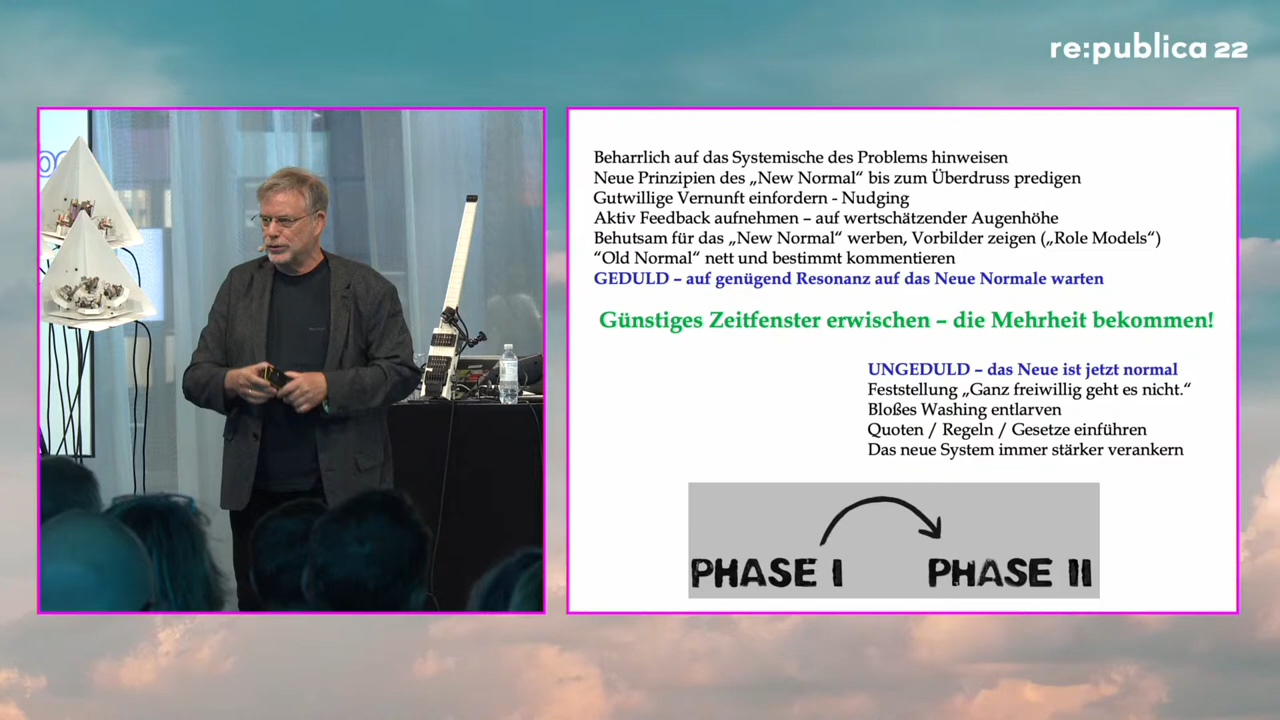 re:publica 22
Beharrlich auf das Systemische des Problems hinweisen
Neue Prinzipien des „New Normal“ bis zum Überdruss predigen
Gutwillige Vernunft einfordern - Nudging
Aktiv Feedback aufnehmen – auf wertschätzender Augenhöhe
Behutsam für das „New Normal“ werben, Vorbilder zeigen („Role Models“)
“Old Normal“ nett und bestimmt kommentieren
GEDULD – auf genügend Resonanz auf das Neue Normale warten
Günstiges Zeitfenster erwischen – die Mehrheit bekommen!
UNGEDULD – das Neue ist jetzt normal
Feststellung „Ganz freiwillig geht es nicht.“
Bloßes Washing entlarven
Quoten / Regeln / Gesetze einführen
Das neue System immer stärker verankern
PHASE I PHASE II